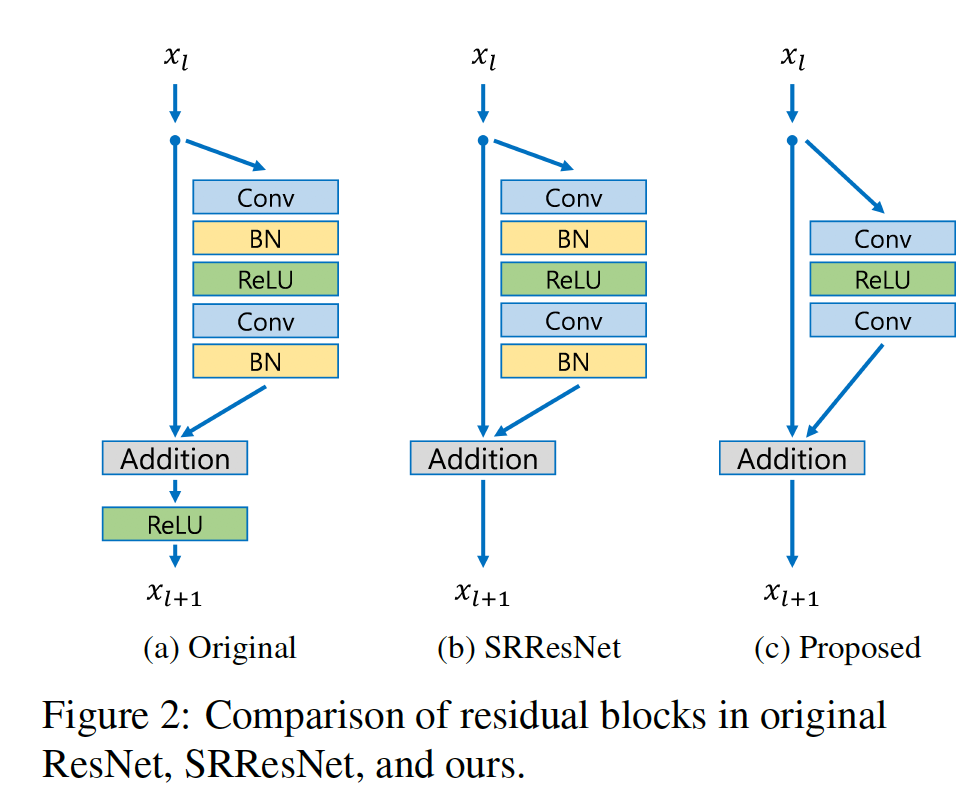 x_l
Conv
BN
ReLU
Conv
BN
Addition
ReLU
x_{l+1}
(a) Original
x_l
Conv
BN
ReLU
Conv
BN
Addition
x_{l+1}
(b) SRResNet
x_l
Conv
ReLU
Conv
Addition
x_{l+1}
(c) Proposed
Figure 2: Comparison of residual blocks in original
ResNet, SRResNet, and ours.